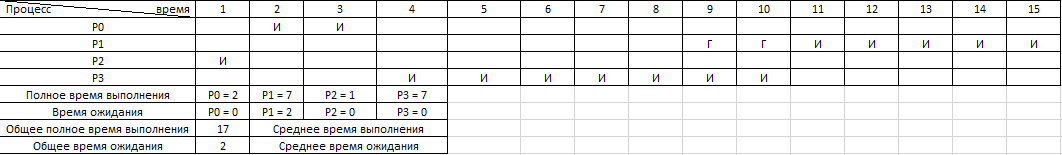 Процесс время 1 2 3 4 5 6 7 8 9 10 11 12 13 14 15
P0 И И
P1 Г Г И И И И И
P2 И
P3 И И И И И И И
Полное время выполнения P0 = 2 P1 = 7 P2 = 1 P3 = 7
Время ожидания P0 = 0 P1 = 2 P2 = 0 P3 = 0
Общее полное время выполнения 17 Среднее время выполнения
Общее время ожидания 2 Среднее время ожидания